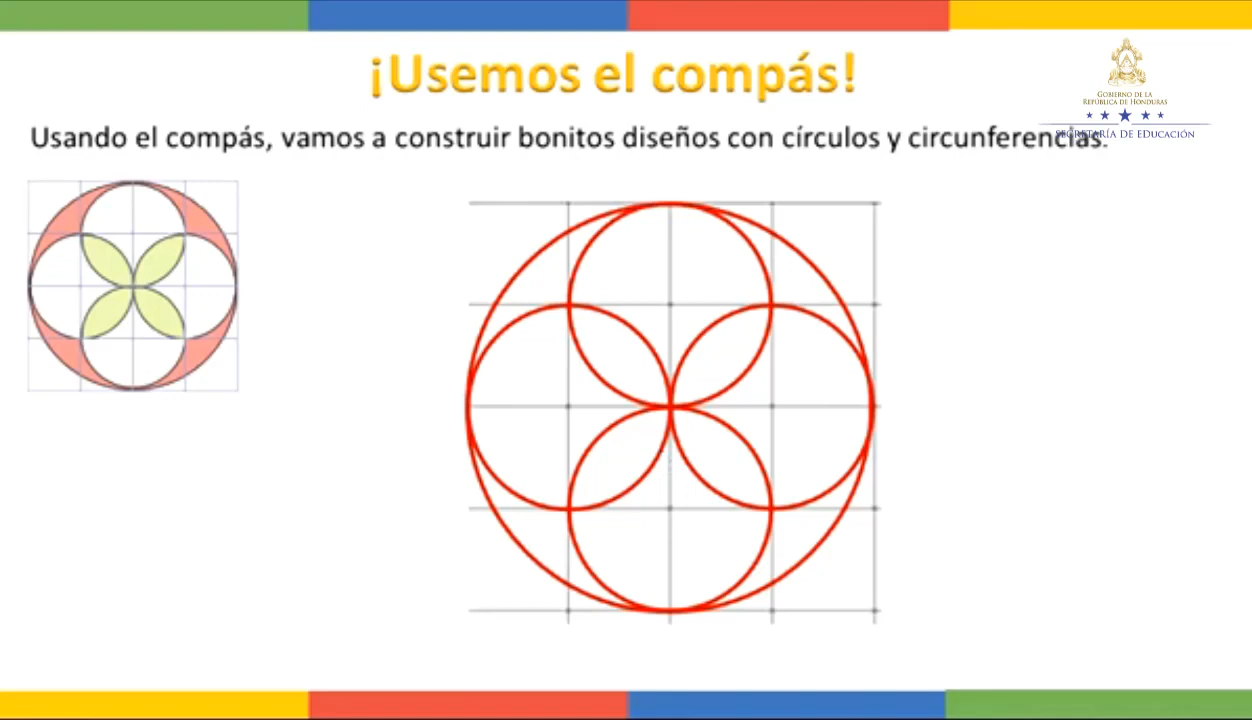 ¡Usemos el compás!
GOBIERNO DE LA
REPÚBLICA DE HONDURAS
SECRETARÍA DE EDUCACIÓN
Usando el compás, vamos a construir bonitos diseños con círculos y circunferencias.